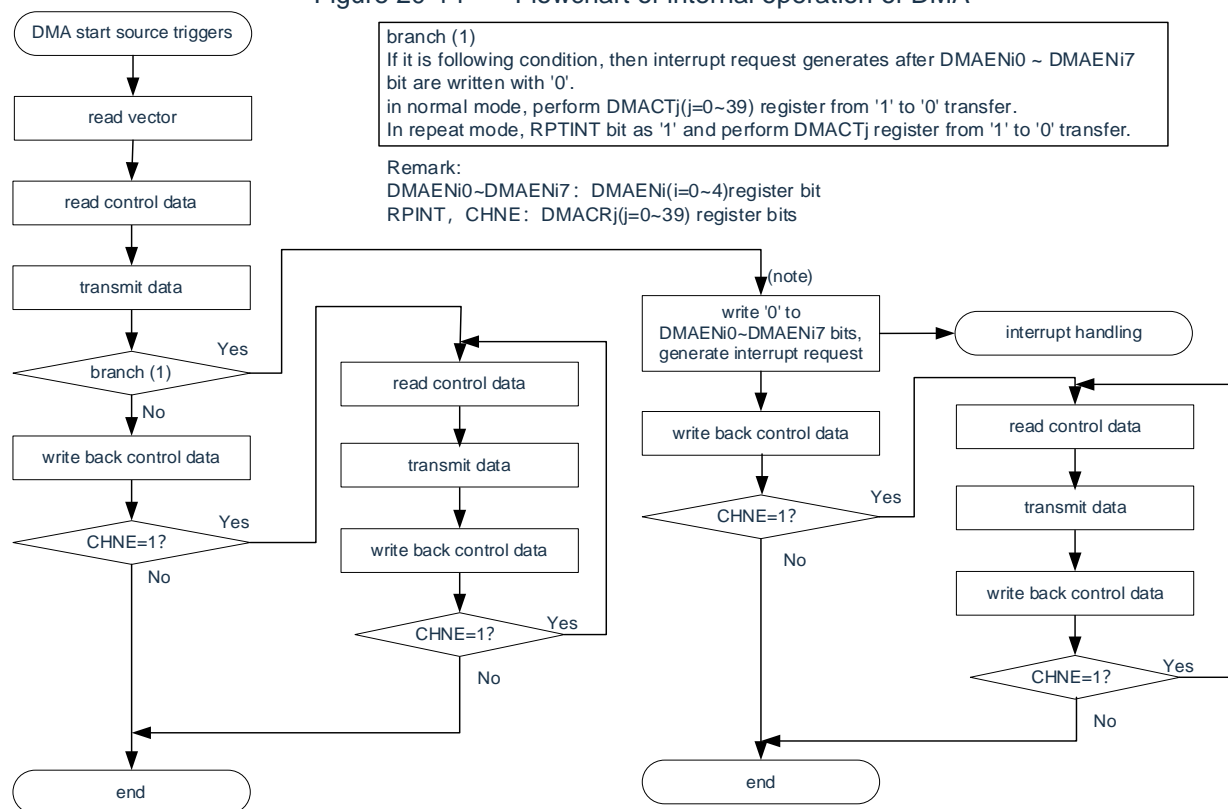 Figure 20-14 Flowchart of internal operation of DMA
DMA start source triggers
branch (1)
If it is following condition, then interrupt request generates after DMAENi0 ~ DMAENi7
bit are written with '0'.
in normal mode, perform DMACTj(j=0~39) register from '1' to '0' transfer.
In repeat mode, RPTINT bit as '1' and perform DMACTj register from '1' to '0' transfer.
Remark:
DMAENi0~DMAENi7: DMAENi(i=0~4)register bit
RPINT, CHNE: DMACRj(j=0~39) register bits
read vector
read control data
transmit data
branch (1)
Yes
No
write back control data
CHNE=1?
Yes
No
read control data
transmit data
write back control data
CHNE=1?
Yes
No
end
(note)
write '0' to
DMAENi0~DMAENi7 bits,
generate interrupt request
interrupt handling
write back control data
CHNE=1?
Yes
No
read control data
transmit data
write back control data
CHNE=1?
Yes
No
end